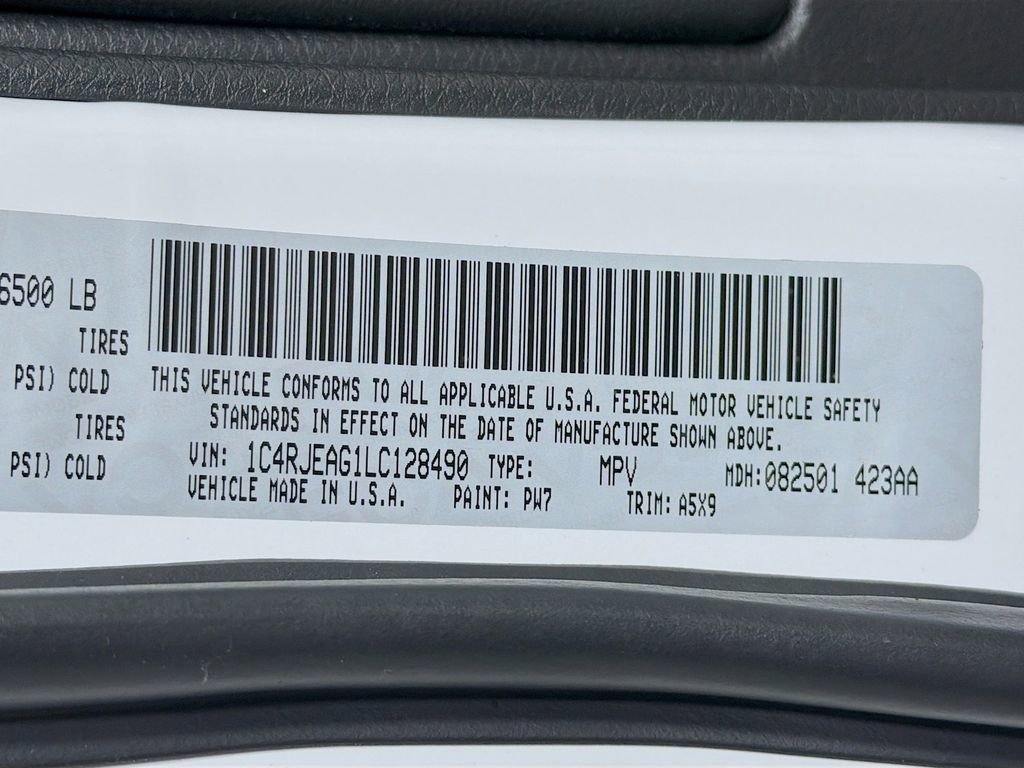 6500 LB
TIRES
PSI) COLD
TIRES
PSI) COLD
THIS VEHICLE CONFORMS TO ALL APPLICABLE U.S.A. FEDERAL MOTOR VEHICLE SAFETY
STANDARDS IN EFFECT ON THE DATE OF MANUFACTURE SHOWN ABOVE.
VIN: 1C4RJEAG1LC128490 TYPE: MPV MDH:082501 423AA
VEHICLE MADE IN U.S.A. PAINT: PW7 TRIM: A5X9